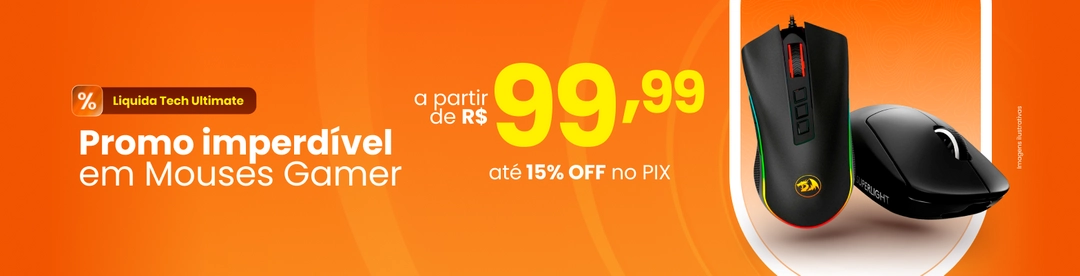 %
Liquida Tech Ultimate
Promo imperdível
em Mouses Gamer
a partir
de R$
99,99
até 15% OFF no PIX
SUPERLIGHT
Imagens ilustrativas